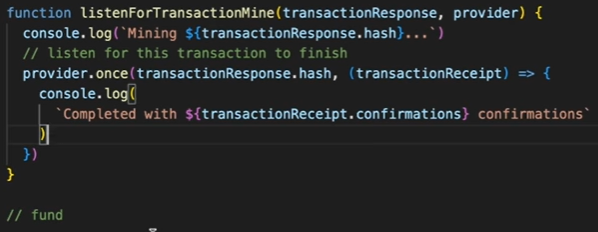 function listenForTransactionMine(transactionResponse, provider) {
  console.log(`Mining ${transactionResponse.hash}...`)
  // listen for this transaction to finish
  provider.once(transactionResponse.hash, (transactionReceipt) => {
    console.log(
      `Completed with ${transactionReceipt.confirmations} confirmations`
    )
  })
}
// fund